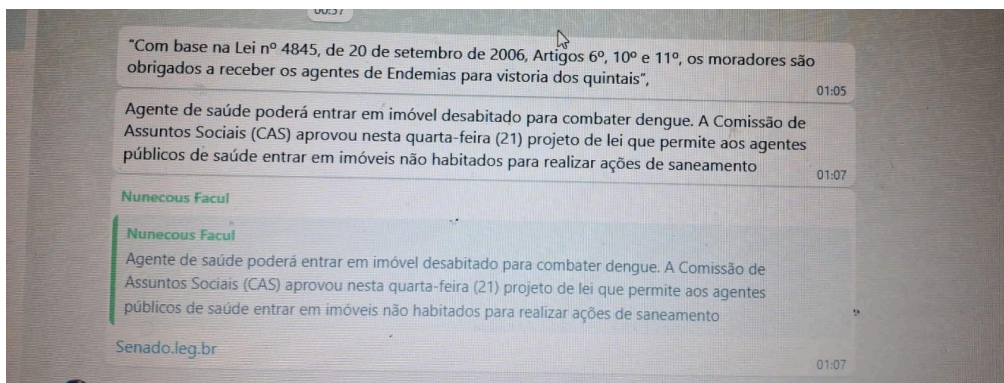 00:57
"Com base na Lei nº 4845, de 20 de setembro de 2006, Artigos 6º, 10º e 11º, os moradores são
obrigados a receber os agentes de Endemias para vistoria dos quintais",
01:05
Agente de saúde poderá entrar em imóvel desabitado para combater dengue. A Comissão de
Assuntos Sociais (CAS) aprovou nesta quarta-feira (21) projeto de lei que permite aos agentes
públicos de saúde entrar em imóveis não habitados para realizar ações de saneamento
01:07
Nunecous Facul
Nunecous Facul
Agente de saúde poderá entrar em imóvel desabitado para combater dengue. A Comissão de
Assuntos Sociais (CAS) aprovou nesta quarta-feira (21) projeto de lei que permite aos agentes
públicos de saúde entrar em imóveis não habitados para realizar ações de saneamento
Senado.leg.br
01:07